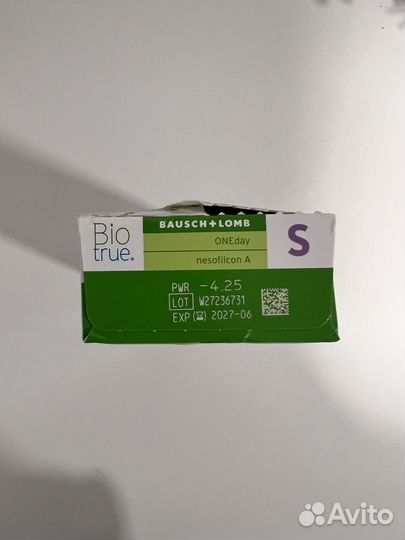 Bio
true®
BAUSCH+LOMB
ONEday
nesofilcon A
S
PWR -4.25
LOT W27236731
EXP 2027-06
Avito